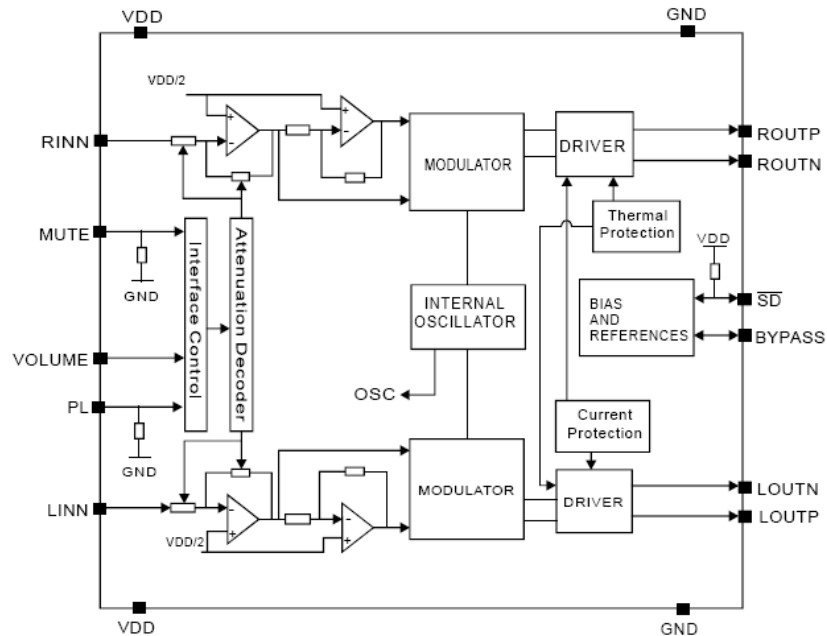 VDD
GND
VDD/2
RINN
MODULATOR
DRIVER
ROUTP
ROUTN
MUTE
GND
Interface Control
Attenuation Decoder
Thermal
Protection
VDD
SD
BIAS
AND
REFERENCES
BYPASS
INTERNAL
OSCILLATOR
VOLUME
OSC
PL
GND
Current
Protection
LINN
MODULATOR
DRIVER
LOUTN
LOUTP
VDD/2
VDD
GND
+
-
+
-
-
+
-
+